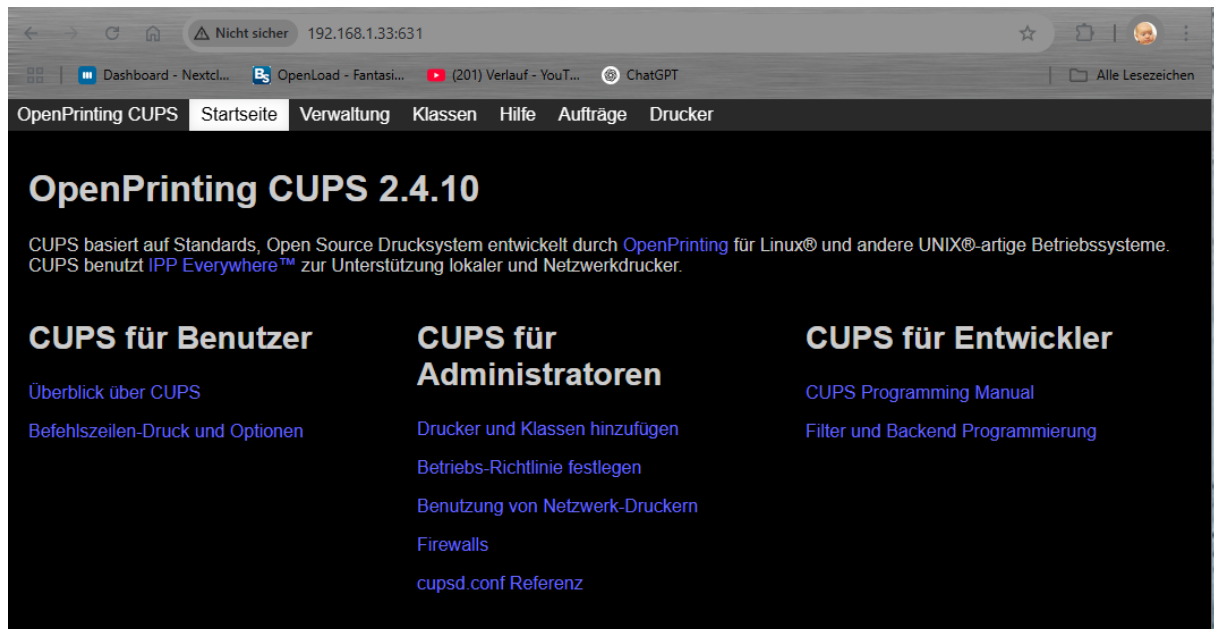 Nicht sicher 192.168.1.33:631
Dashboard - Nextcl... OpenLoad - Fantasi... (201) Verlauf - YouT... ChatGPT Alle Lesezeichen
OpenPrinting CUPS Startseite Verwaltung Klassen Hilfe Aufträge Drucker
OpenPrinting CUPS 2.4.10
CUPS basiert auf Standards, Open Source Drucksystem entwickelt durch OpenPrinting für Linux® und andere UNIX®-artige Betriebssysteme.
CUPS benutzt IPP Everywhere™ zur Unterstützung lokaler und Netzwerkdrucker.
CUPS für Benutzer
Überblick über CUPS
Befehlszeilen-Druck und Optionen
CUPS für
Administratoren
Drucker und Klassen hinzufügen
Betriebs-Richtlinie festlegen
Benutzung von Netzwerk-Druckern
Firewalls
cupsd.conf Referenz
CUPS für Entwickler
CUPS Programming Manual
Filter und Backend Programmierung